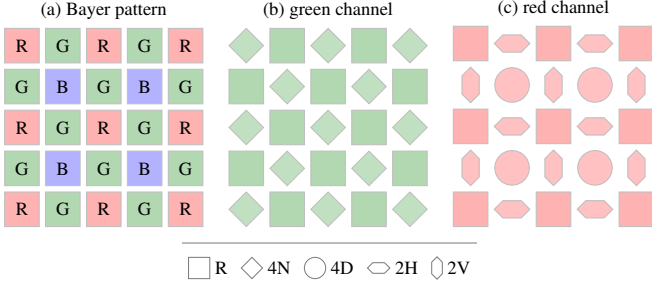 (a) Bayer pattern (b) green channel (c) red channel
R G R G R
G B G B G
R G R G R
G B G B G
R G R G R
R 4N 4D 2H 2V